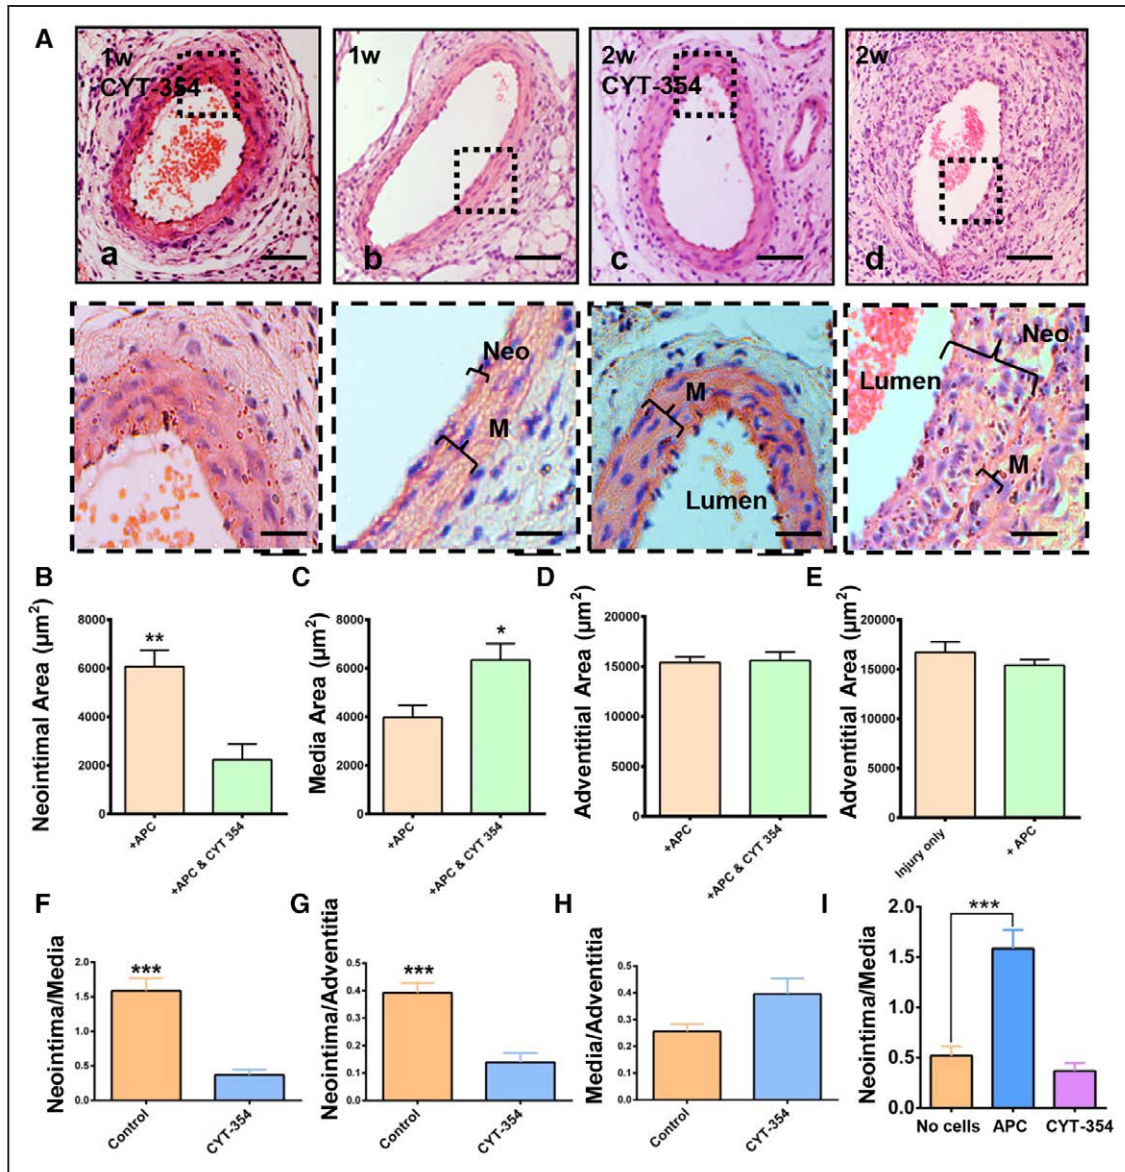 A
1w
CYT-354
a
1w
b
2w
CYT-354
c
2w
d
Neo
M
M
Lumen
Lumen
Neo
M
B
Neointimal Area (µm²)
8000
6000
4000
2000
0
**
+APC
+APC & CYT 354
C
Media Area (µm²)
8000
6000
4000
2000
0
*
+APC
+APC & CYT 354
D
Adventitial Area (µm²)
20000
15000
10000
5000
0
+APC
+APC & CYT 354
E
Adventitial Area (µm²)
20000
15000
10000
5000
0
Injury only
+ APC
F
Neointima/Media
2.0
1.5
1.0
0.5
0.0
***
Control
CYT-354
G
Neointima/Adventitia
0.5
0.4
0.3
0.2
0.1
0.0
***
Control
CYT-354
H
Media/Adventitia
0.5
0.4
0.3
0.2
0.1
0.0
Control
CYT-354
I
Neointima/Media
2.0
1.5
1.0
0.5
0.0
***
No cells
APC
CYT-354